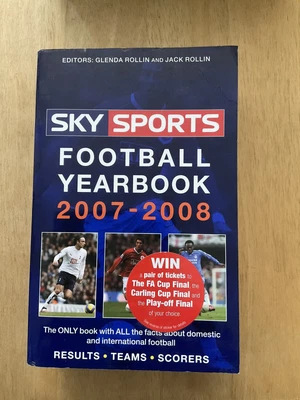 EDITORS: GLENDA ROLLIN AND JACK ROLLIN
SKY SPORTS
FOOTBALL
YEARBOOK
2007-2008
WIN
a pair of tickets to
The FA Cup Final, the
Carling Cup Final and
the Play-off Final
of your choice
The ONLY book with ALL the facts about domestic
and international football
RESULTS • TEAMS • SCORERS